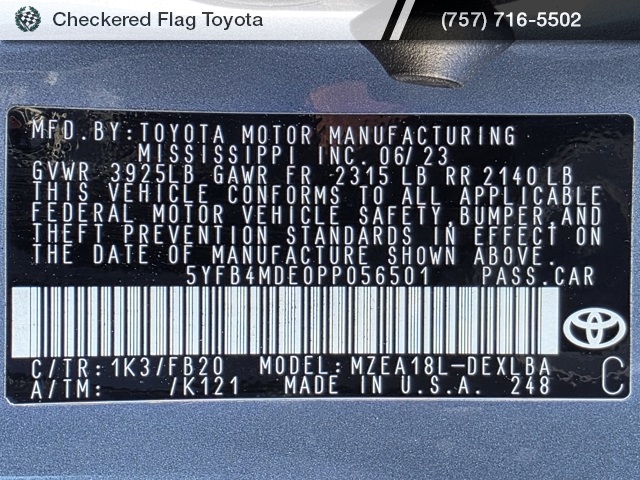 Checkered Flag Toyota (757) 716-5502
MFD.BY:TOYOTA MOTOR MANUFACTURING
MISSISSIPPI INC. 06/23
GVWR 3925LB GAWR FR 2315 LB RR 2140 LB
THIS VEHICLE CONFORMS TO ALL APPLICABLE
FEDERAL MOTOR VEHICLE SAFETY,BUMPER,AND
THEFT PREVENTION STANDARDS IN EFFECT ON
THE DATE OF MANUFACTURE SHOWN ABOVE.
5YFB4MDE0PP056501 PASS.CAR
C/TR:1K3/FB20 MODEL:MZEA18L-DEXLBA
A/TM: /K121 MADE IN U.S.A. 248 C